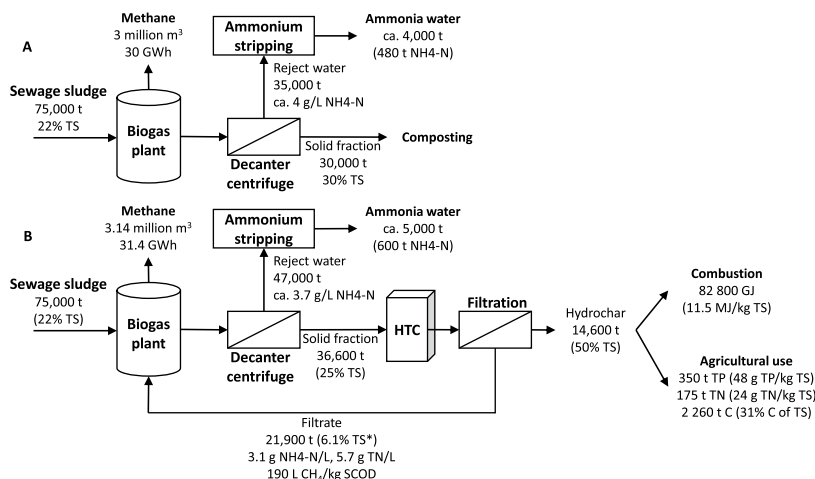 A
Methane
3 million m³
30 GWh
Sewage sludge
75,000 t
22% TS
Biogas
plant
Ammonium
stripping
Ammonia water
ca. 4,000 t
(480 t NH4-N)
Reject water
35,000 t
ca. 4 g/L NH4-N
Decanter
centrifuge
Solid fraction
30,000 t
30% TS
Composting
B
Methane
3.14 million m³
31.4 GWh
Sewage sludge
75,000 t
(22% TS)
Biogas
plant
Ammonium
stripping
Ammonia water
ca. 5,000 t
(600 t NH4-N)
Reject water
47,000 t
ca. 3.7 g/L NH4-N
Decanter
centrifuge
Solid fraction
36,600 t
(25% TS)
HTC
Filtration
Hydrochar
14,600 t
(50% TS)
Combustion
82 800 GJ
(11.5 MJ/kg TS)
Agricultural use
350 t TP (48 g TP/kg TS)
175 t TN (24 g TN/kg TS)
2 260 t C (31% C of TS)
Filtrate
21,900 t (6.1% TS*)
3.1 g NH4-N/L, 5.7 g TN/L
190 L CH₄/kg SCOD